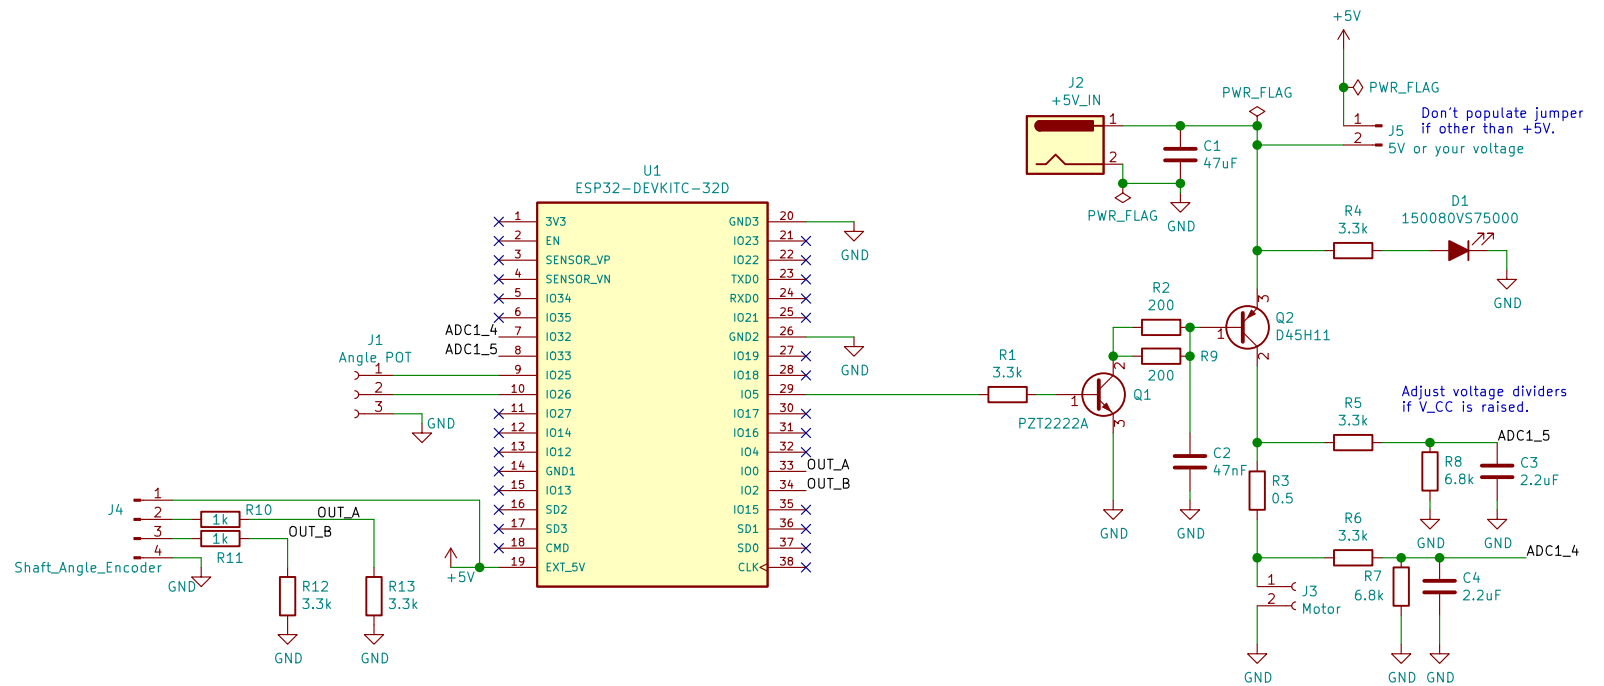 +5V
PWR_FLAG
Don't populate jumper
if other than +5V.
1
2
J5
5V or your voltage
J2
+5V_IN
1
2
PWR_FLAG
C1
47uF
PWR_FLAG
GND
R4
3.3k
D1
150080VS75000
GND
U1
ESP32-DEVKITC-32D
1 3V3
2 EN
3 SENSOR_VP
4 SENSOR_VN
5 IO34
6 IO35
ADC1_4 7 IO32
ADC1_5 8 IO33
9 IO25
10 IO26
11 IO27
12 IO14
13 IO12
14 GND1
15 IO13
16 SD2
17 SD3
18 CMD
19 EXT_5V
GND3 20
IO23 21
IO22 22
TXD0 23
RXD0 24
IO21 25
GND2 26
IO19 27
IO18 28
IO5 29
IO17 30
IO16 31
IO4 32
IO0 33 OUT_A
IO2 34 OUT_B
IO15 35
SD1 36
SD0 37
CLK 38
GND
GND
J1
Angle_POT
1
2
3
GND
J4
1
2
3
4
Shaft_Angle_Encoder
GND
R10
1k
1k
R11
OUT_A
OUT_B
+5V
R12
3.3k
R13
3.3k
GND
GND
R1
3.3k
Q1
PZT2222A
1
2
3
GND
R2
200
R9
200
C2
47nF
GND
Q2
D45H11
1
3
2
Adjust voltage dividers
if V_CC is raised.
R5
3.3k
ADC1_5
R8
6.8k
C3
2.2uF
GND
GND
R3
0.5
R6
3.3k
ADC1_4
R7
6.8k
C4
2.2uF
1
2
J3
Motor
GND
GND
GND